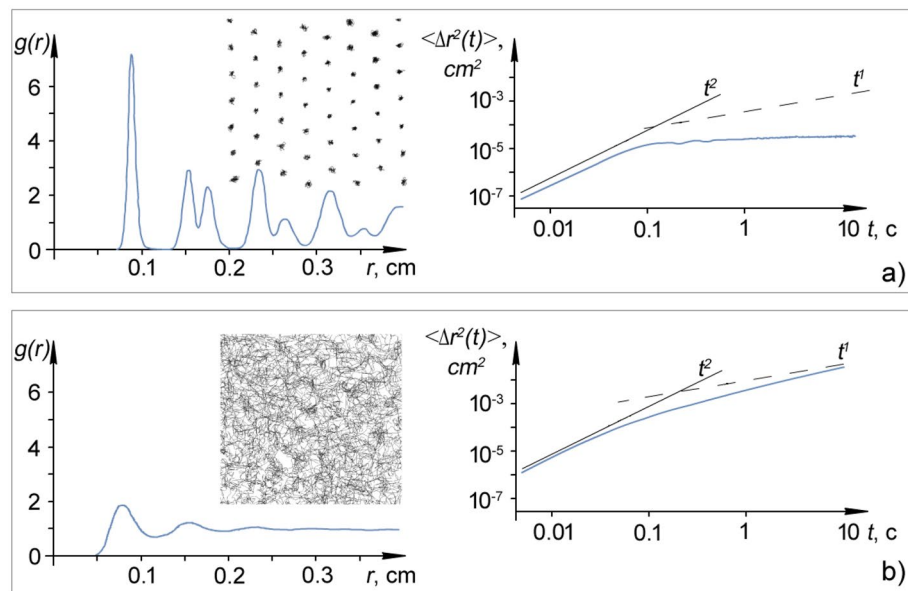 g(r)
6
4
2
0
0.1
0.2
0.3
r, cm
<Δr²(t)>,
cm²
10⁻³
10⁻⁵
10⁻⁷
t²
t¹
0.01
0.1
1
10
t, c
a)
g(r)
6
4
2
0
0.1
0.2
0.3
r, cm
<Δr²(t)>,
cm²
10⁻³
10⁻⁵
10⁻⁷
t²
t¹
0.01
0.1
1
10
t, c
b)